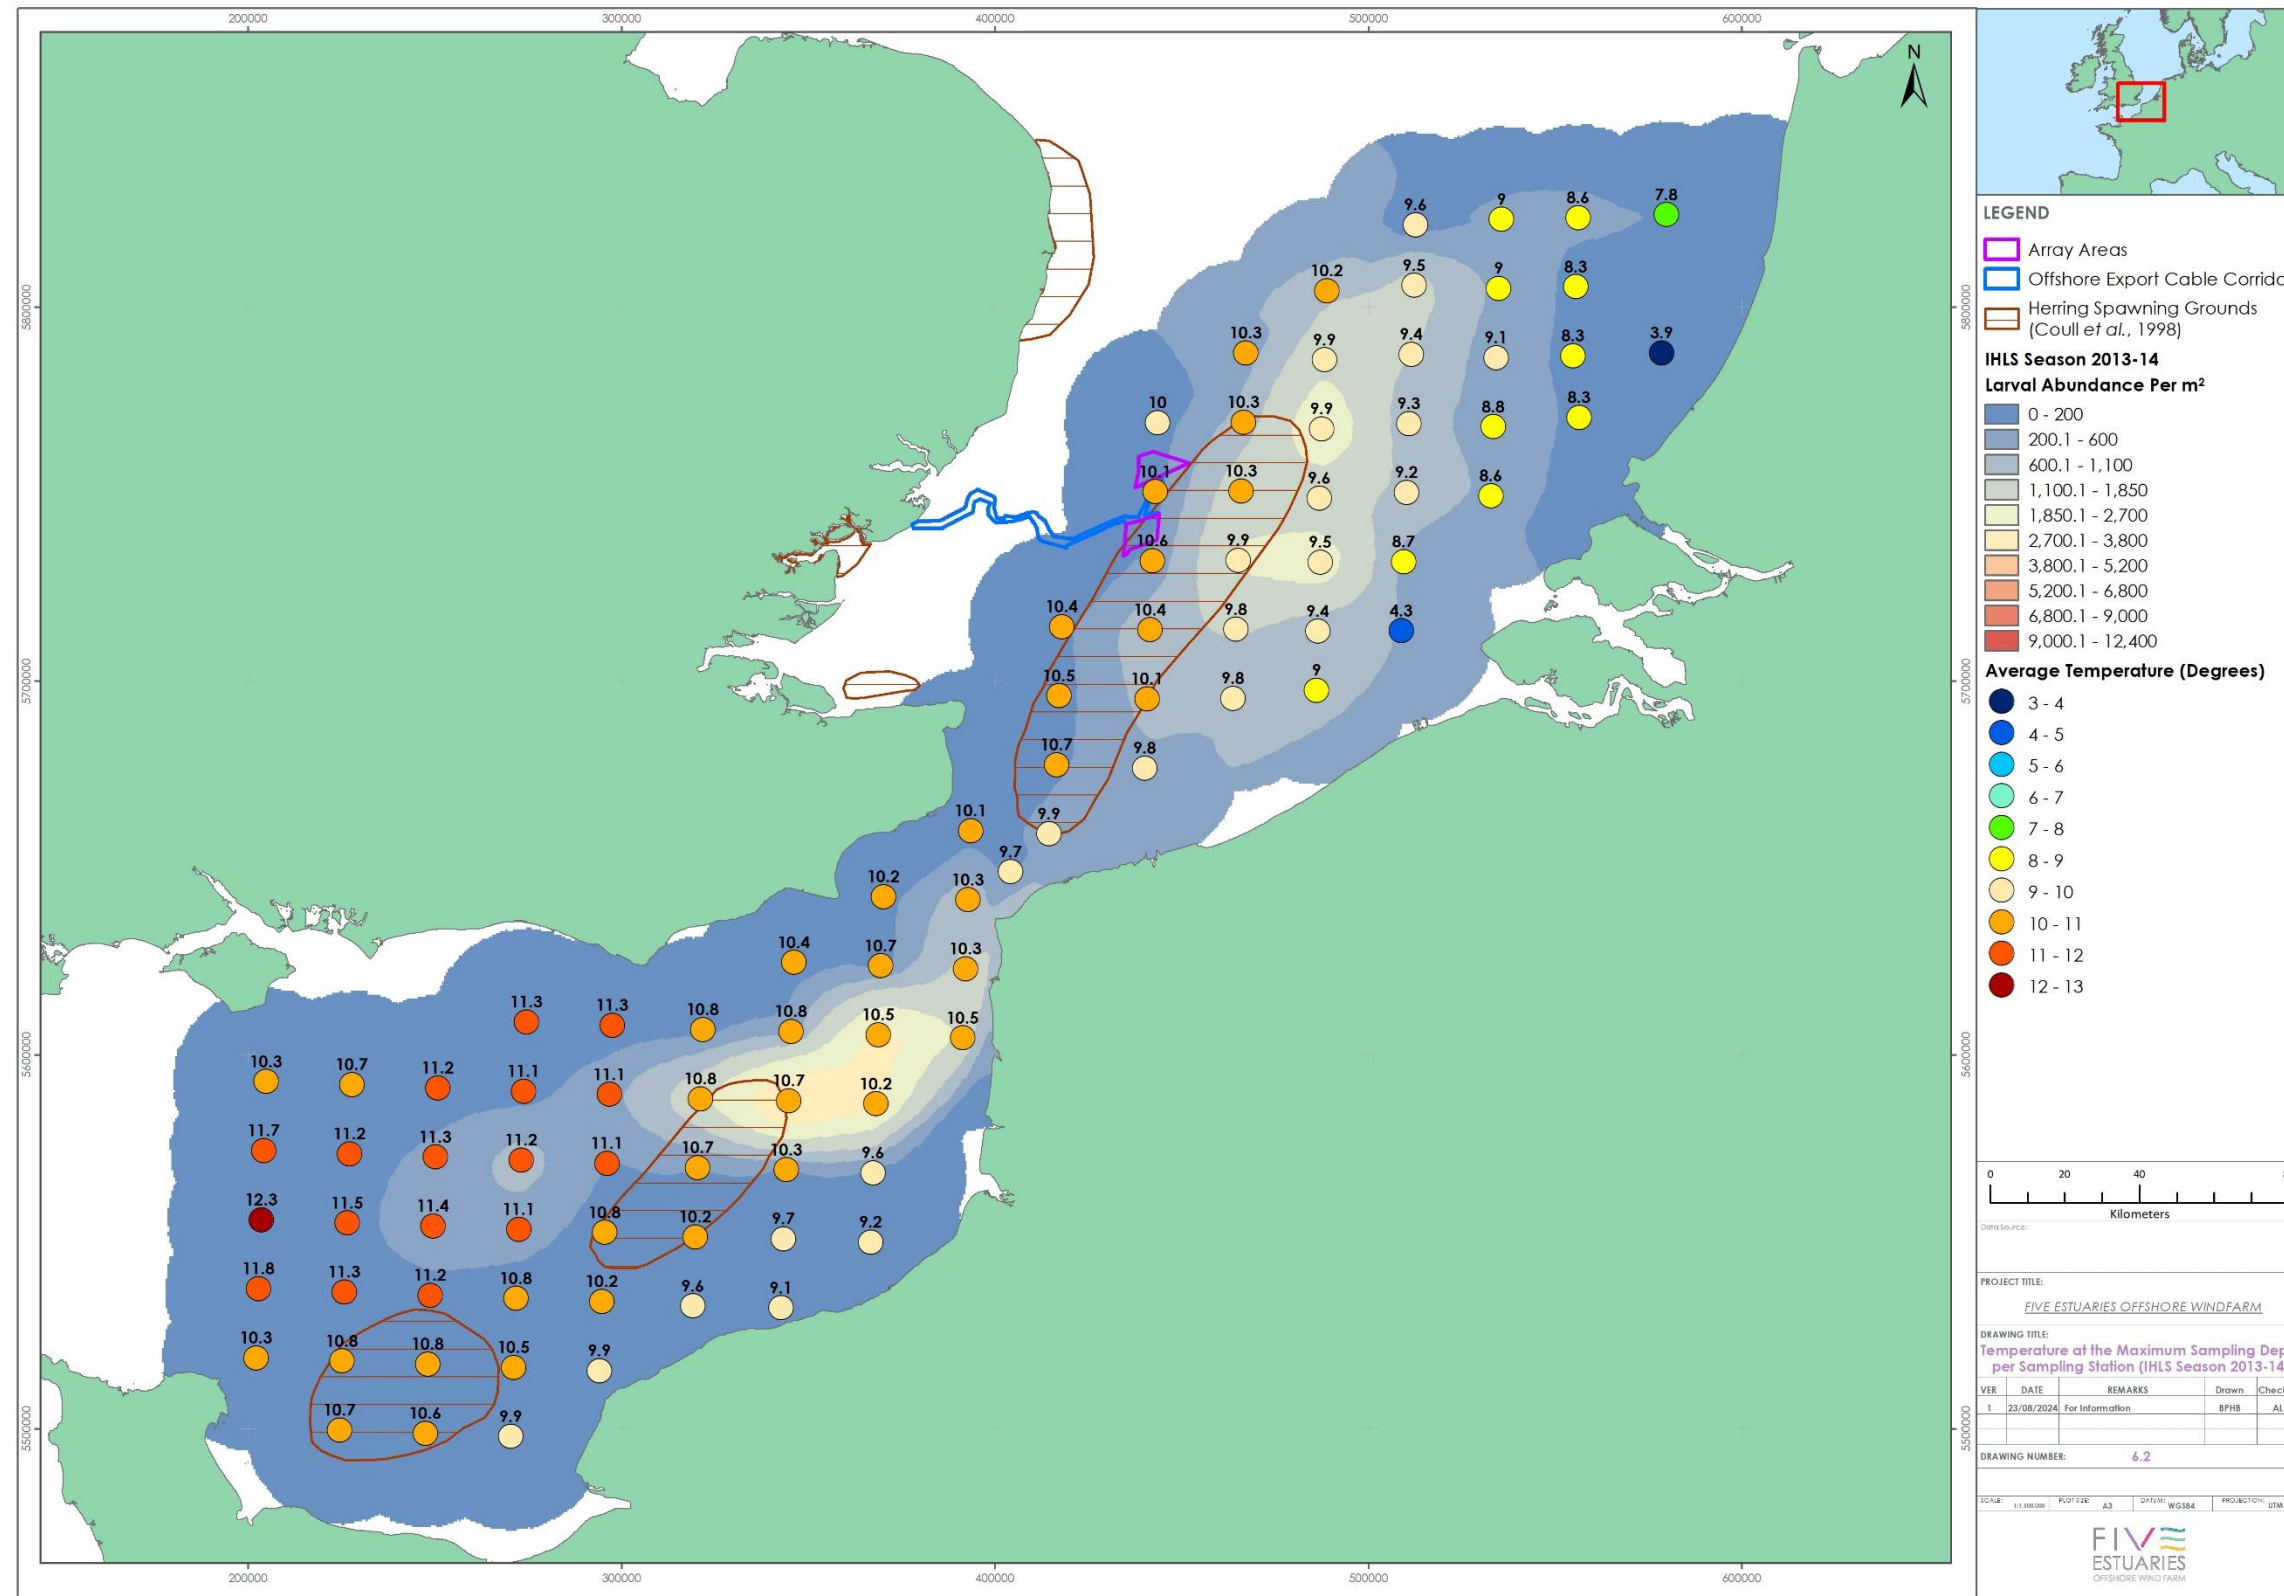 200000 300000 400000 500000 600000
N
5800000 5800000
5700000 5700000
5600000 5600000
5500000 5500000
9.6 9 8.6 7.8
10.2 9.5 9 8.3
10.3 9.9 9.4 9.1 8.3 3.9
10 10.3 9.9 9.3 8.8 8.3
10.1 10.3 9.6 9.2 8.6
10.6 9.9 9.5 8.7
10.4 10.4 9.8 9.4 4.3
10.5 10.1 9.8 9
10.7 9.8
10.1 9.9
9.7
10.2 10.3
10.4 10.7 10.3
11.3 11.3 10.8 10.8 10.5 10.5
10.3 10.7 11.2 11.1 11.1 10.8 10.7 10.2
11.7 11.2 11.3 11.2 11.1 10.7 10.3 9.6
12.3 11.5 11.4 11.1 10.8 10.2 9.7 9.2
11.8 11.3 11.2 10.8 10.2 9.6 9.1
10.3 10.8 10.8 10.5 9.9
10.7 10.6 9.9
200000 300000 400000 500000 600000
LEGEND
Array Areas
Offshore Export Cable Corrido
Herring Spawning Grounds
(Coull et al., 1998)
IHLS Season 2013-14
Larval Abundance Per m²
0 - 200
200.1 - 600
600.1 - 1,100
1,100.1 - 1,850
1,850.1 - 2,700
2,700.1 - 3,800
3,800.1 - 5,200
5,200.1 - 6,800
6,800.1 - 9,000
9,000.1 - 12,400
Average Temperature (Degrees)
3 - 4
4 - 5
5 - 6
6 - 7
7 - 8
8 - 9
9 - 10
10 - 11
11 - 12
12 - 13
0 20 40
Kilometers
Data Source:
PROJECT TITLE:
FIVE ESTUARIES OFFSHORE WINDFARM
DRAWING TITLE:
Temperature at the Maximum Sampling Dep
per Sampling Station (IHLS Season 2013-14
VER DATE REMARKS Drawn Chec
1 23/08/2024 For Information BPHB AL
DRAWING NUMBER: 6.2
SCALE: 1:1,500,000 PLOT SIZE: A3 DATUM: WGS84 PROJECTION: UTM
FIVE
ESTUARIES
OFFSHORE WIND FARM